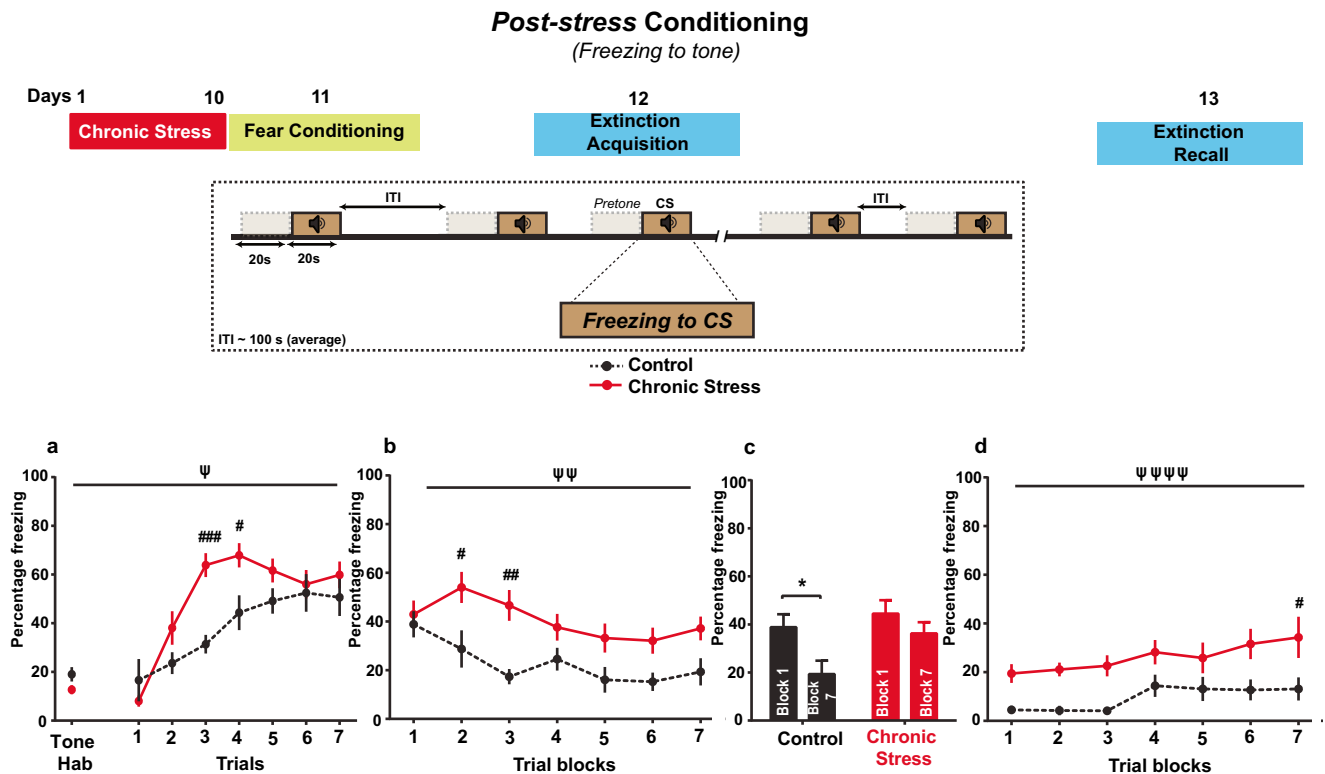 Post-stress Conditioning
(Freezing to tone)
Days 1 10 11 12 13
Chronic Stress Fear Conditioning Extinction Acquisition Extinction Recall
ITI Pretone CS ITI
20s 20s
Freezing to CS
ITI ~ 100 s (average)
Control
Chronic Stress
a
Percentage freezing
100
80
60
40
20
0
ψ
###
#
Tone Hab
1 2 3 4 5 6 7
Trials
b
Percentage freezing
100
80
60
40
20
0
ψψ
#
##
1 2 3 4 5 6 7
Trial blocks
c
Percentage freezing
100
80
60
40
20
0
*
Block 1
Block 7
Block 1
Block 7
Control
Chronic Stress
d
Percentage freezing
100
80
60
40
20
0
ψψψψ
#
1 2 3 4 5 6 7
Trial blocks